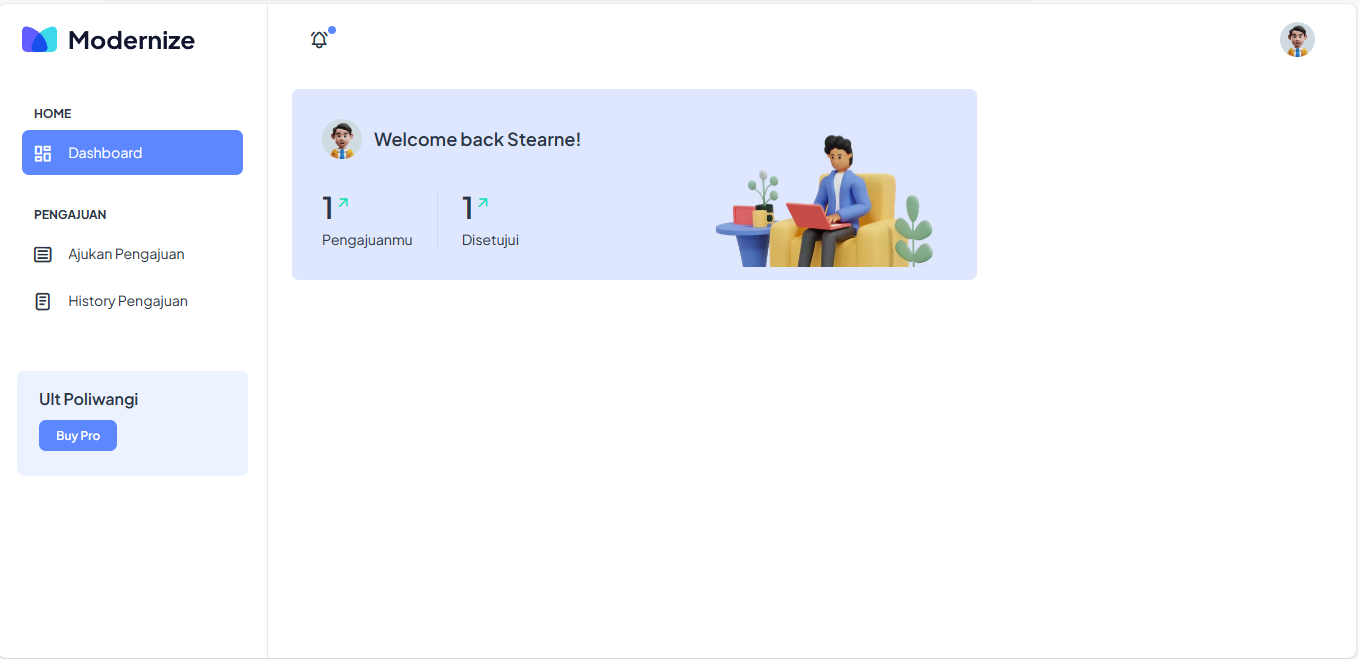 Modernize
HOME
Dashboard
PENGAJUAN
Ajukan Pengajuan
History Pengajuan
Ult Poliwangi
Buy Pro
Welcome back Stearne!
1
Pengajuanmu
1
Disetujui